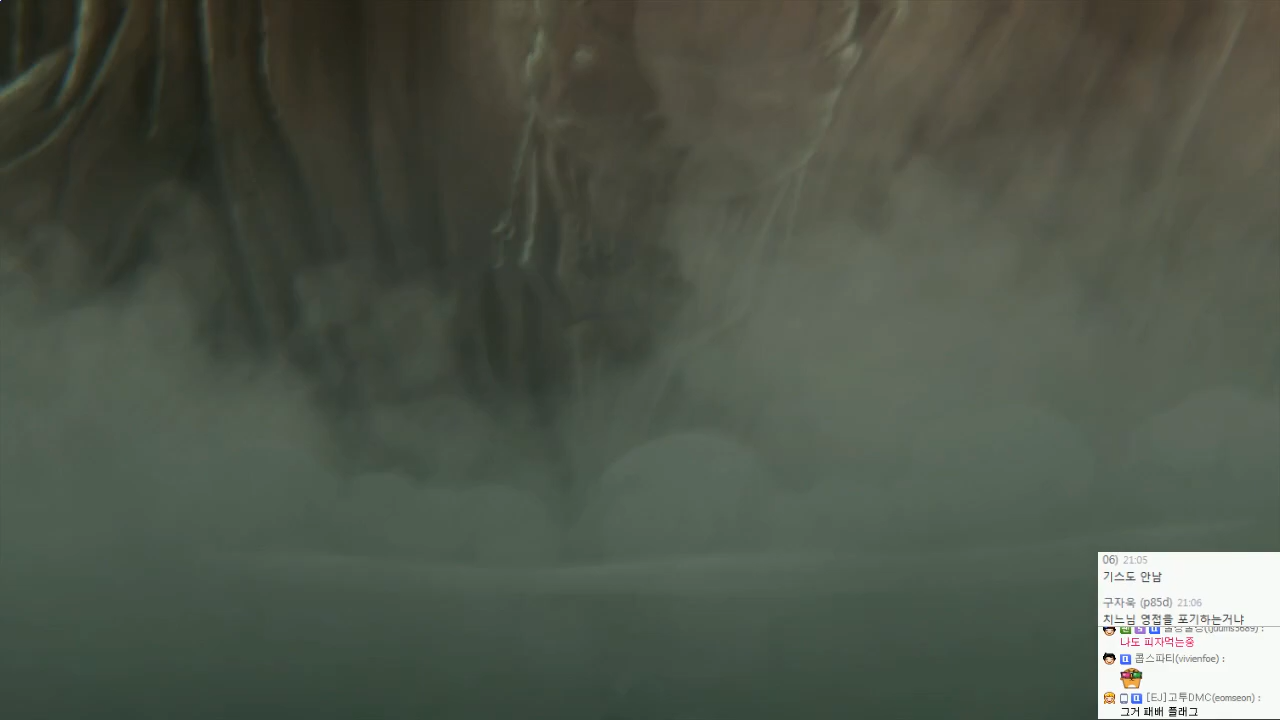 06) 21:05
기스도 안남
구자욱 (p85d) 21:06
치느님 영접을 포기하는거냐
나도 피자먹는중
콤스파티(vivienfoe) :
[EJ]고투DMC(eomseon) :
그거 패배 플래그